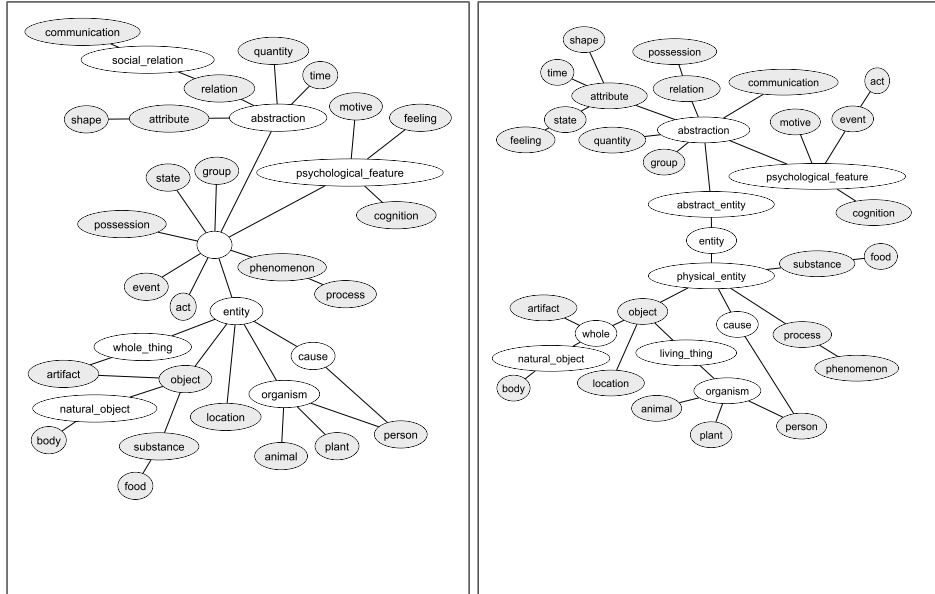 communication
social_relation
quantity
time
relation
motive
feeling
shape
attribute
abstraction
psychological_feature
state
group
cognition
possession
phenomenon
event
process
act
entity
whole_thing
cause
artifact
object
organism
natural_object
location
body
substance
person
animal
plant
food
shape
possession
time
communication
act
relation
attribute
state
motive
event
abstraction
feeling
quantity
group
psychological_feature
abstract_entity
cognition
entity
physical_entity
substance
food
artifact
object
whole
cause
process
natural_object
living_thing
phenomenon
body
location
organism
animal
plant
person